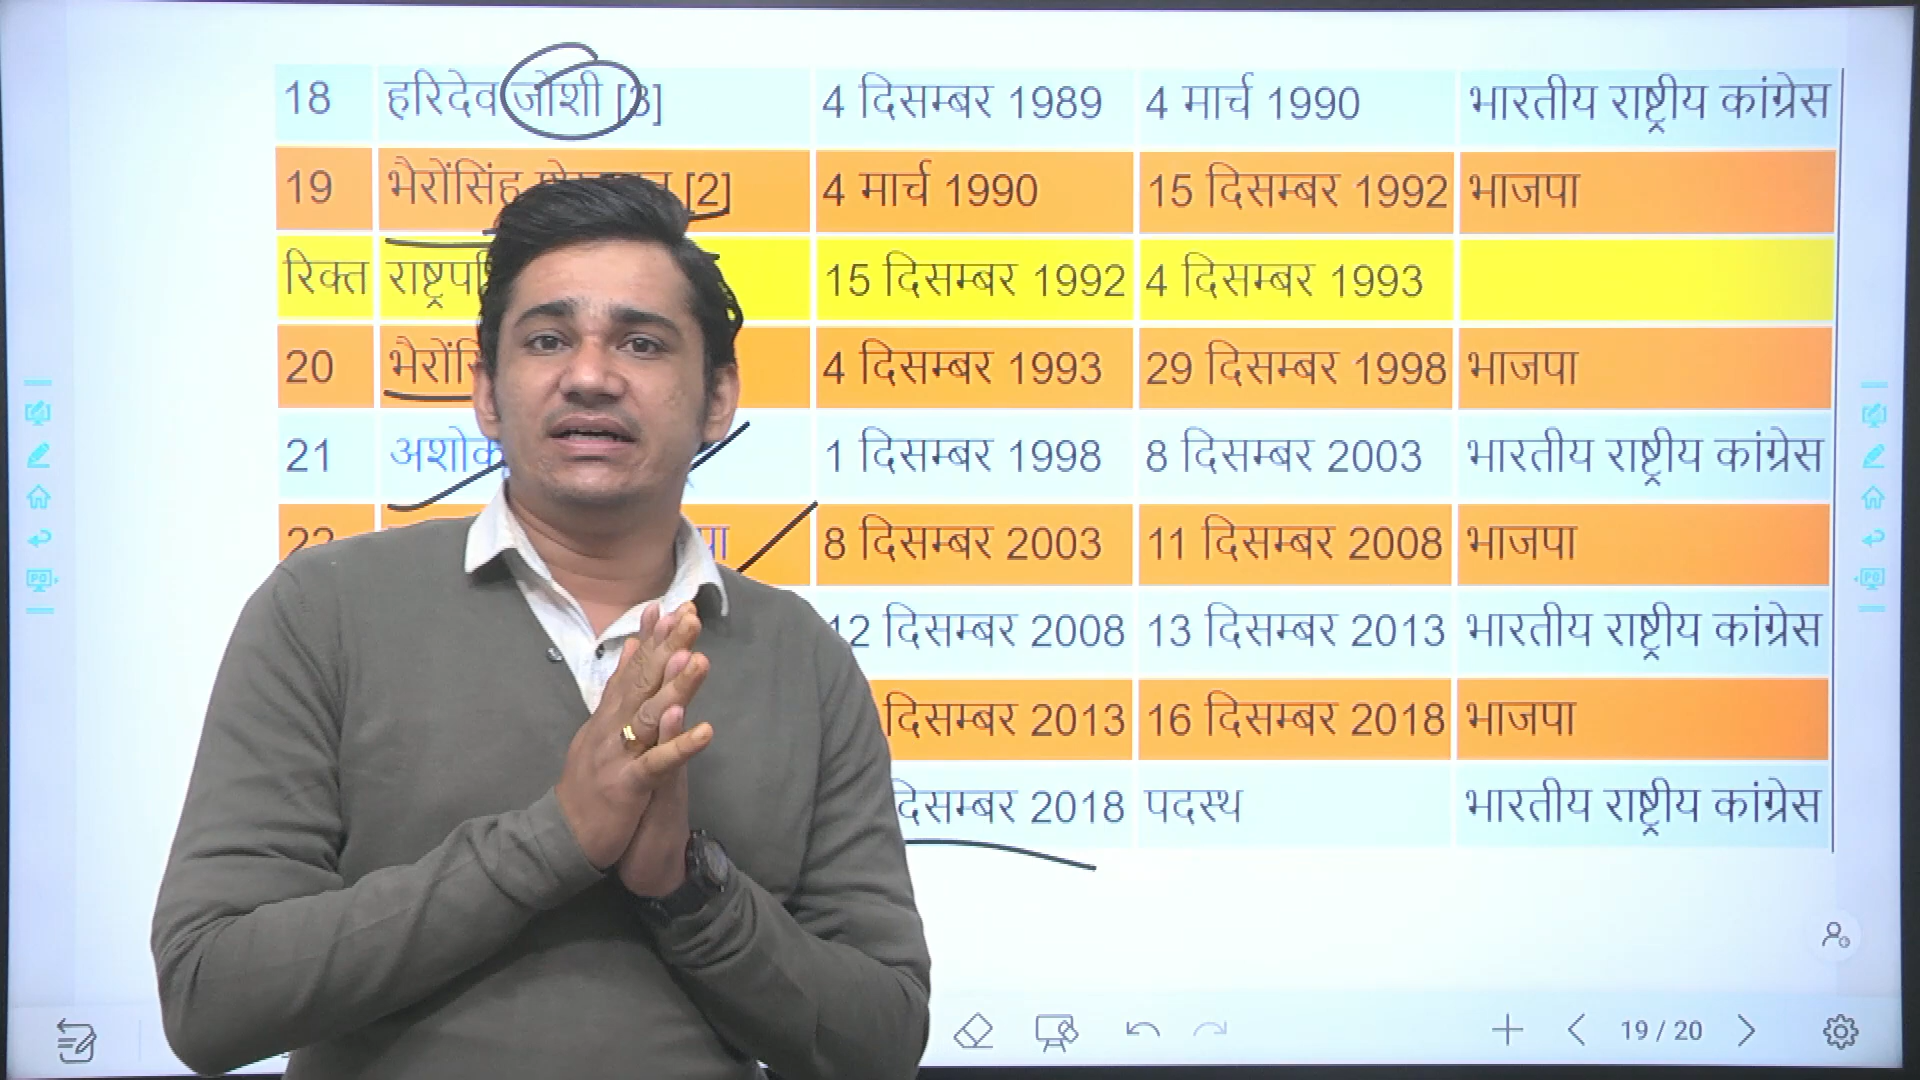 18 हरिदेव जोशी [3] 4 दिसम्बर 1989 4 मार्च 1990 भारतीय राष्ट्रीय कांग्रेस
19 भैरोंसिंह [2] 4 मार्च 1990 15 दिसम्बर 1992 भाजपा
रिक्त 15 दिसम्बर 1992 4 दिसम्बर 1993
20 4 दिसम्बर 1993 29 दिसम्बर 1998 भाजपा
21 अशोक 1 दिसम्बर 1998 8 दिसम्बर 2003 भारतीय राष्ट्रीय कांग्रेस
22 8 दिसम्बर 2003 11 दिसम्बर 2008 भाजपा
12 दिसम्बर 2008 13 दिसम्बर 2013 भारतीय राष्ट्रीय कांग्रेस
दिसम्बर 2013 16 दिसम्बर 2018 भाजपा
दिसम्बर 2018 पदस्थ भारतीय राष्ट्रीय कांग्रेस
19 / 20